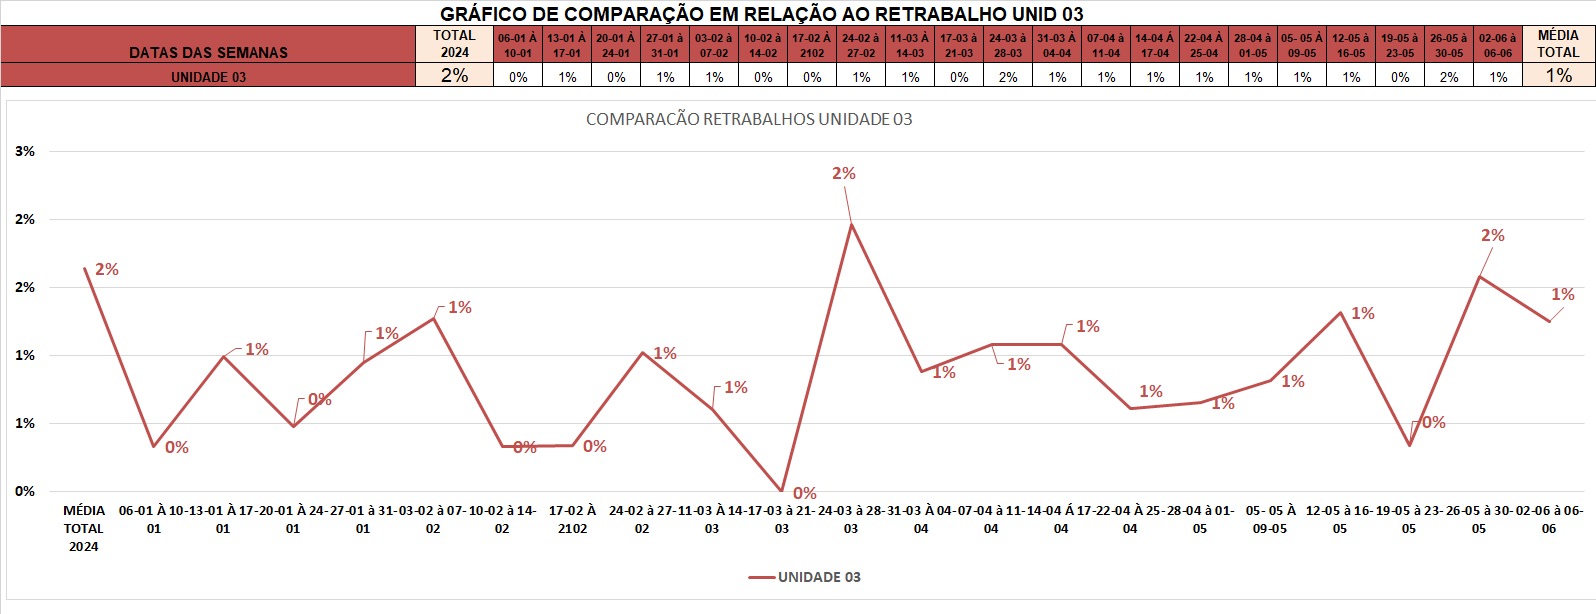 GRÁFICO DE COMPARAÇÃO EM RELAÇÃO AO RETRABALHO UNID 03
DATAS DAS SEMANAS TOTAL 2024 06-01 À 10-01 13-01 À 17-01 20-01 À 24-01 27-01 à 31-01 03-02 à 07-02 10-02 à 14-02 17-02 À 2102 24-02 à 27-02 11-03 À 14-03 17-03 à 21-03 24-03 à 28-03 31-03 À 04-04 07-04 à 11-04 14-04 À 17-04 22-04 À 25-04 28-04 à 01-05 05- 05 À 09-05 12-05 à 16-05 19-05 à 23-05 26-05 à 30-05 02-06 à 06-06 MÉDIA TOTAL
UNIDADE 03 2% 0% 1% 0% 1% 1% 0% 0% 1% 1% 0% 2% 1% 1% 1% 1% 1% 1% 1% 0% 2% 1% 1%
COMPARACÃO RETRABALHOS UNIDADE 03
3%
2%
2%
1%
1%
0%
2% 0% 1% 0% 1% 1% 0% 0% 1% 1% 0% 2% 1% 1% 1% 1% 1% 1% 1% 0% 2% 1%
MÉDIA 06-01 À 10-13-01 À 17-20-01 À 24-27-01 à 31-03-02 à 07-10-02 à 14- 17-02 À 24-02 à 27-11-03 À 14-17-03 à 21-24-03 à 28-31-03 À 04-07-04 à 11-14-04 Á 17-22-04 À 25-28-04 à 01- 05- 05 À 12-05 à 16-19-05 à 23-26-05 à 30-02-06 à 06-
TOTAL 01 01 01 01 02 02 2102 02 03 03 03 04 04 04 04 05 09-05 05 05 05 06
2024
UNIDADE 03